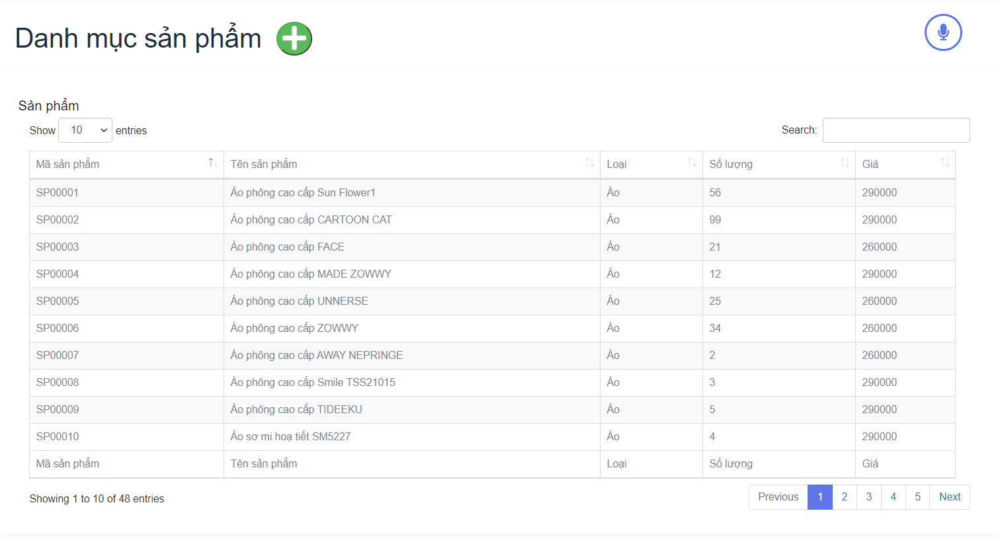 Danh mục sản phẩm
Sản phẩm
Show 10 entries Search:
Mã sản phẩm Tên sản phẩm Loại Số lượng Giá
SP00001 Áo phông cao cấp Sun Flower1 Áo 56 290000
SP00002 Áo phông cao cấp CARTOON CAT Áo 99 290000
SP00003 Áo phông cao cấp FACE Áo 21 260000
SP00004 Áo phông cao cấp MADE ZOWWY Áo 12 290000
SP00005 Áo phông cao cấp UNNERSE Áo 25 260000
SP00006 Áo phông cao cấp ZOWWY Áo 34 260000
SP00007 Áo phông cao cấp AWAY NEPRINGE Áo 2 260000
SP00008 Áo phông cao cấp Smile TSS21015 Áo 3 290000
SP00009 Áo phông cao cấp TIDEEKU Áo 5 290000
SP00010 Áo sơ mi hoạ tiết SM5227 Áo 4 290000
Mã sản phẩm Tên sản phẩm Loại Số lượng Giá
Showing 1 to 10 of 48 entries Previous 1 2 3 4 5 Next